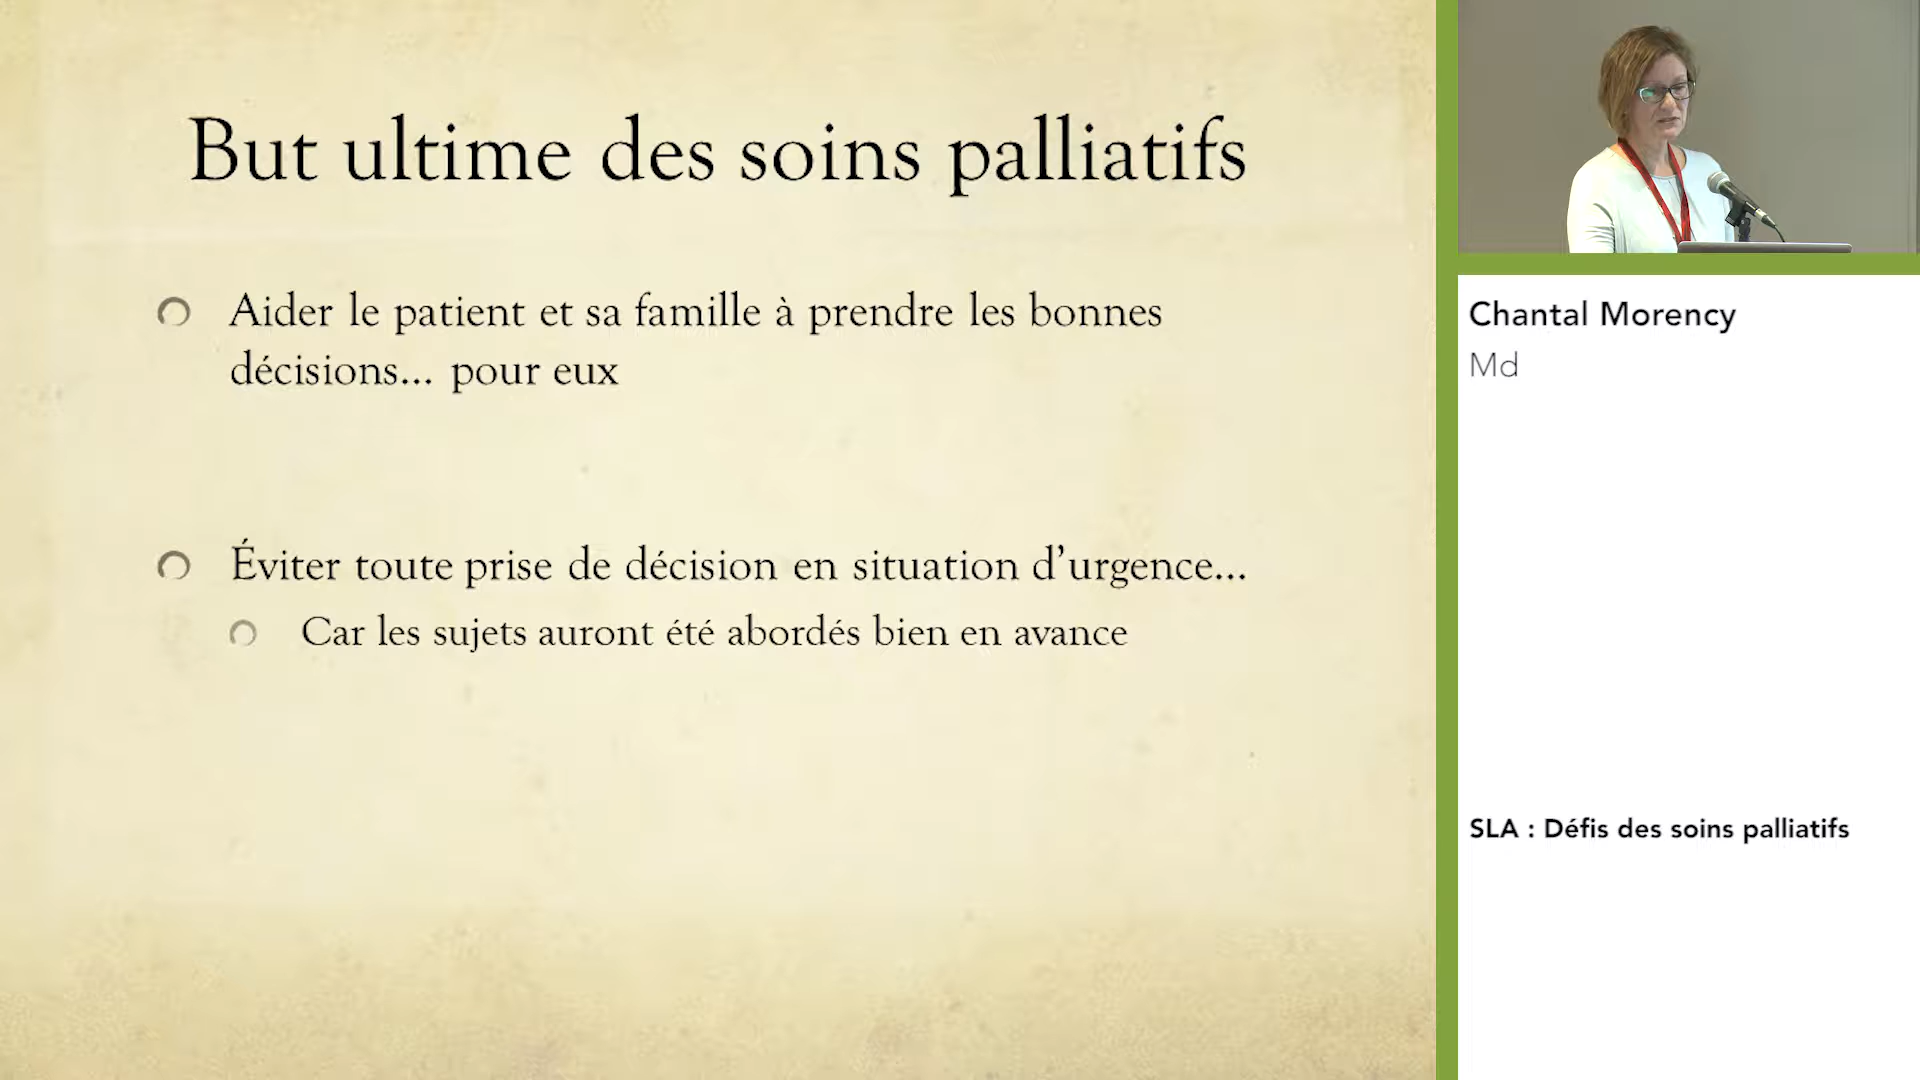 But ultime des soins palliatifs
Aider le patient et sa famille à prendre les bonnes
décisions... pour eux
Éviter toute prise de décision en situation d'urgence...
Car les sujets auront été abordés bien en avance
Chantal Morency
Md
SLA : Défis des soins palliatifs